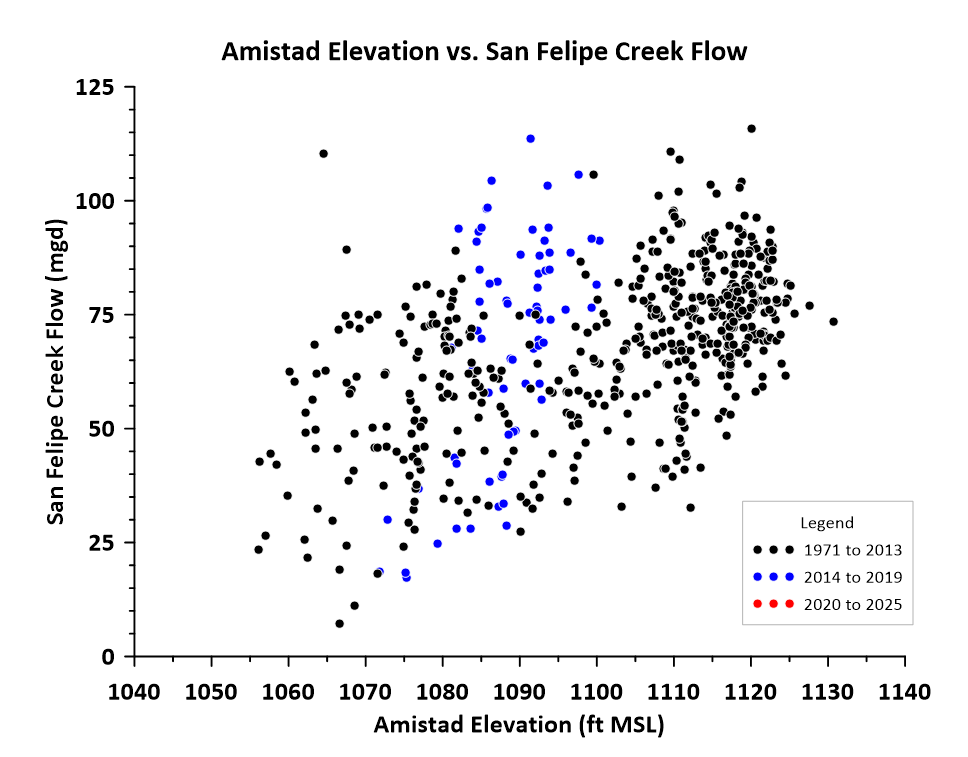 Amistad Elevation vs. San Felipe Creek Flow
125
100
75
50
25
0
San Felipe Creek Flow (mgd)
1040 1050 1060 1070 1080 1090 1100 1110 1120 1130 1140
Amistad Elevation (ft MSL)
Legend
1971 to 2013
2014 to 2019
2020 to 2025